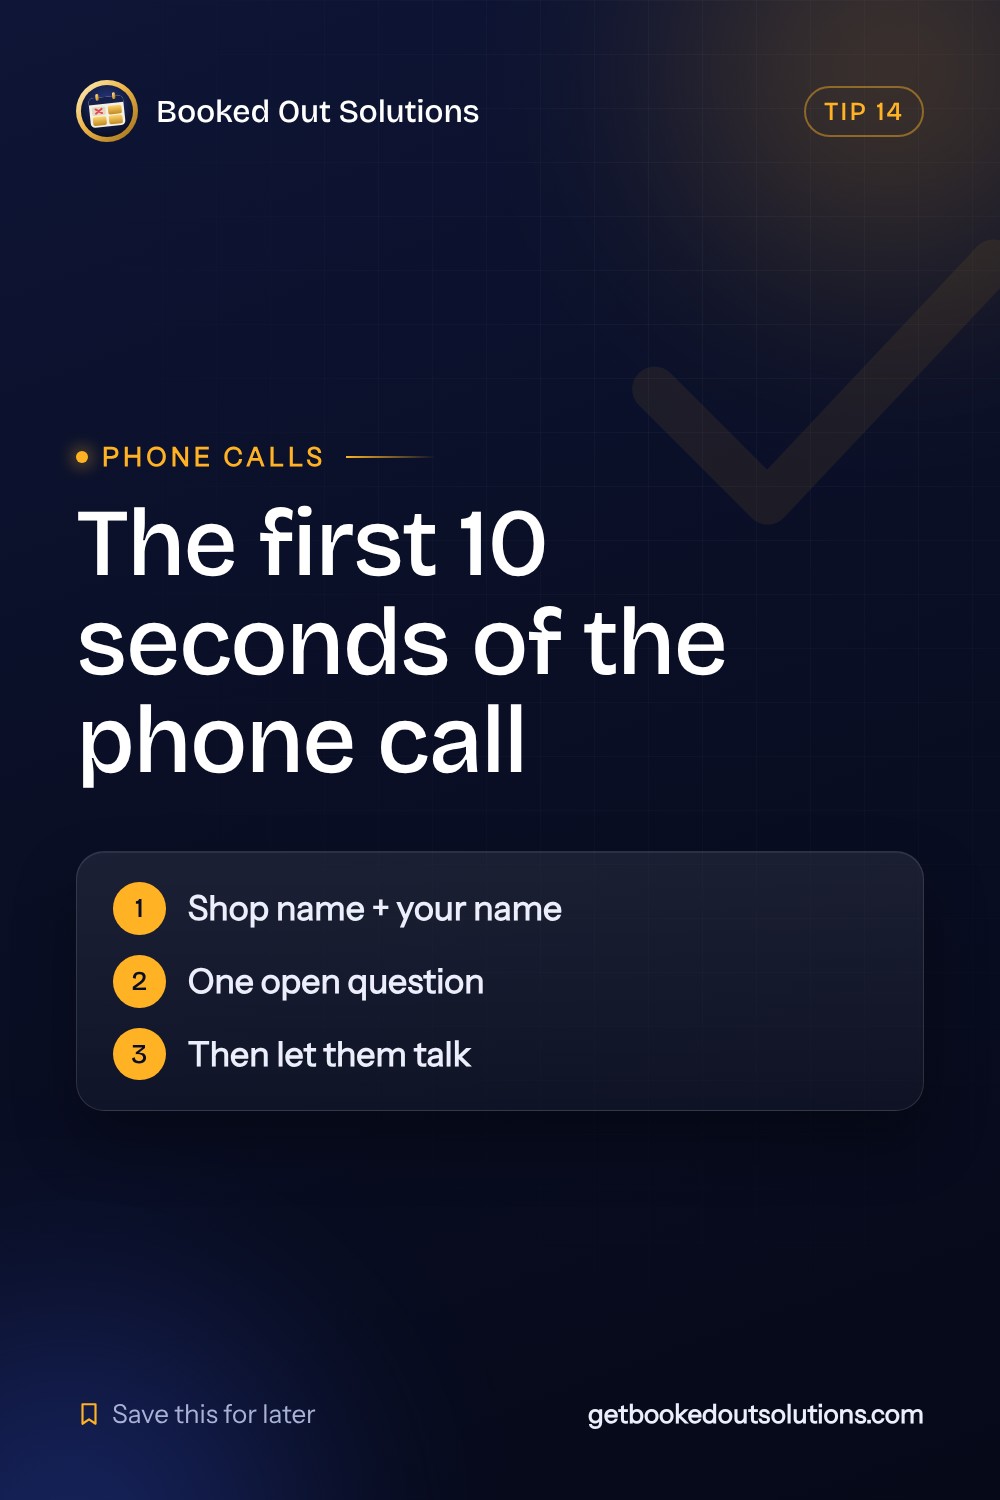 Booked Out Solutions
TIP 14
PHONE CALLS
The first 10
seconds of the
phone call
1 Shop name + your name
2 One open question
3 Then let them talk
Save this for later
getbookedoutsolutions.com